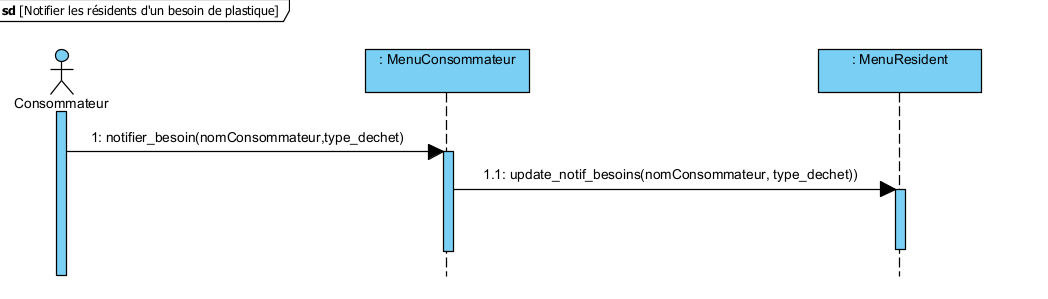 sd [Notifier les résidents d'un besoin de plastique]
: MenuConsommateur
: MenuResident
Consommateur
1: notifier_besoin(nomConsommateur,type_dechet)
1.1: update_notif_besoins(nomConsommateur, type_dechet))